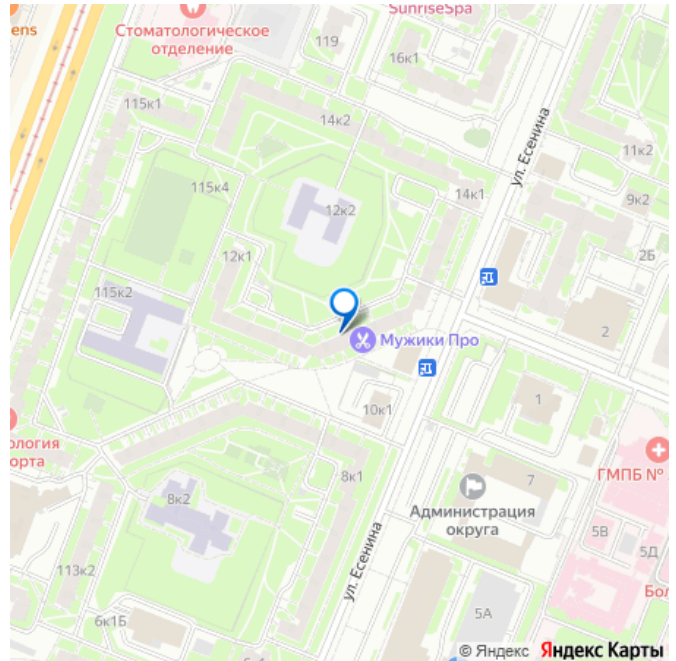 SunriseSpa
ens
Стоматологическое
отделение
119
16к1
115к1
14к2
ул. Есенина
11к2
115к4
14к1
9к2
12к2
2Б
12к1
115к2
2
Мужики Про
1
10к1
ология
орта
8к1
7
ГМПБ №
8к2
Администрация
округа
5В
5Д
ул. Есенина
113к2
Бол
5А
6к1Б
© Яндекс Яндекс Карты